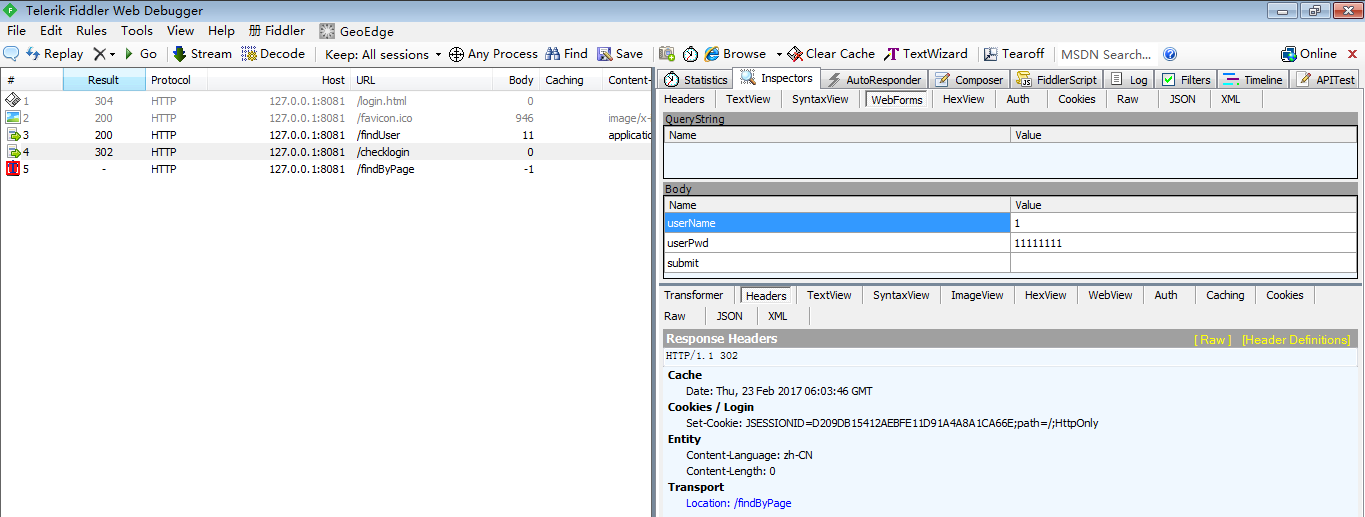 Telerik Fiddler Web Debugger
File Edit Rules Tools View Help 册 Fiddler GeoEdge
Replay Go Stream Decode Keep: All sessions Any Process Find Save Browse Clear Cache TextWizard Tearoff MSDN Search... Online
# Result Protocol Host URL Body Caching Content-
1 304 HTTP 127.0.0.1:8081 /login.html 0
2 200 HTTP 127.0.0.1:8081 /favicon.ico 946 image/x-
3 200 HTTP 127.0.0.1:8081 /findUser 11 applicatio
4 302 HTTP 127.0.0.1:8081 /checklogin 0
5 - HTTP 127.0.0.1:8081 /findByPage -1
Statistics Inspectors AutoResponder Composer FiddlerScript Log Filters Timeline APITest
Headers TextView SyntaxView WebForms HexView Auth Cookies Raw JSON XML
QueryString
Name Value
Body
Name Value
userName 1
userPwd 11111111
submit
Transformer Headers TextView SyntaxView ImageView HexView WebView Auth Caching Cookies
Raw JSON XML
Response Headers [ Raw ] [Header Definitions]
HTTP/1.1 302
Cache
Date: Thu, 23 Feb 2017 06:03:46 GMT
Cookies / Login
Set-Cookie: JSESSIONID=D209DB15412AEBFE11D91A4A8A1CA66E;path=/;HttpOnly
Entity
Content-Language: zh-CN
Content-Length: 0
Transport
Location: /findByPage